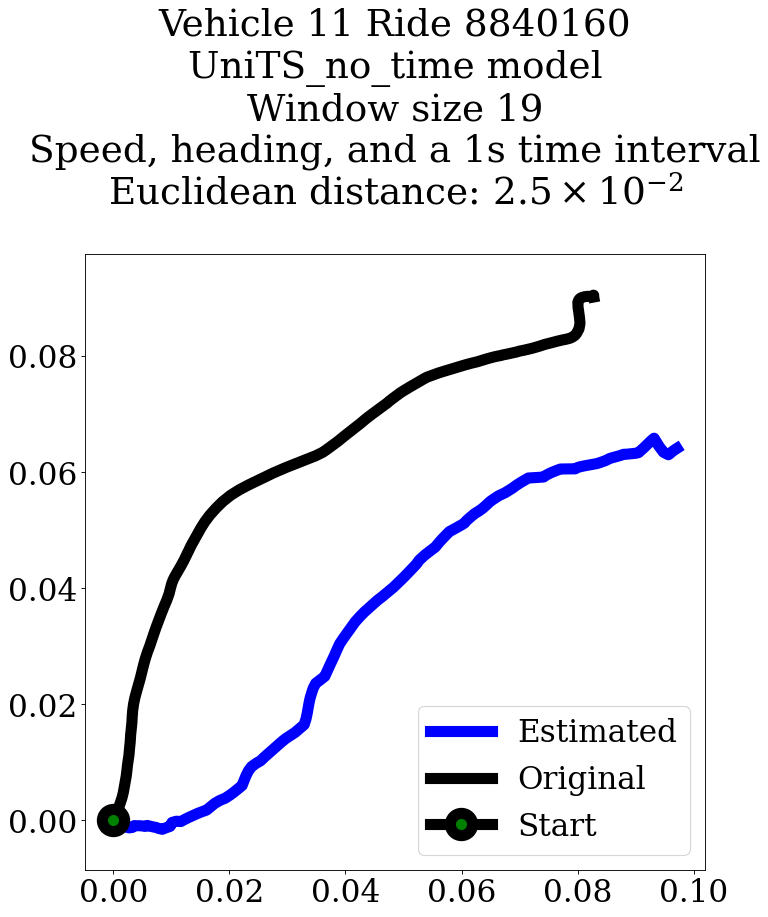 Vehicle 11 Ride 8840160
UniTS_no_time model
Window size 19
Speed, heading, and a 1s time interval
Euclidean distance: 2.5 × 10⁻²
0.08
0.06
0.04
0.02
0.00
Estimated
Original
Start
0.00 0.02 0.04 0.06 0.08 0.10